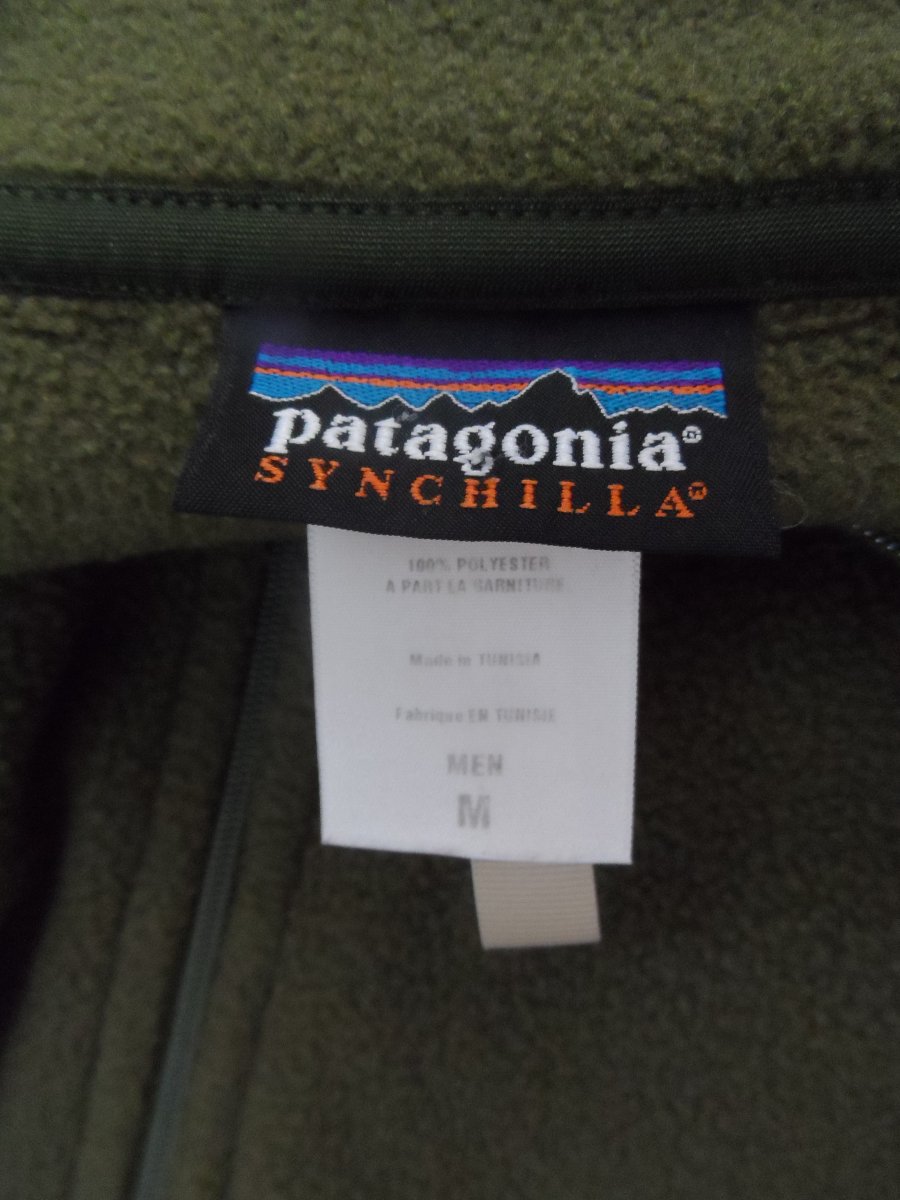 patagonia®
SYNCHILLA®
100% POLYESTER
A PART LA GARNITURE
Made in TUNISIA
Fabrique EN TUNISIE
MEN
M